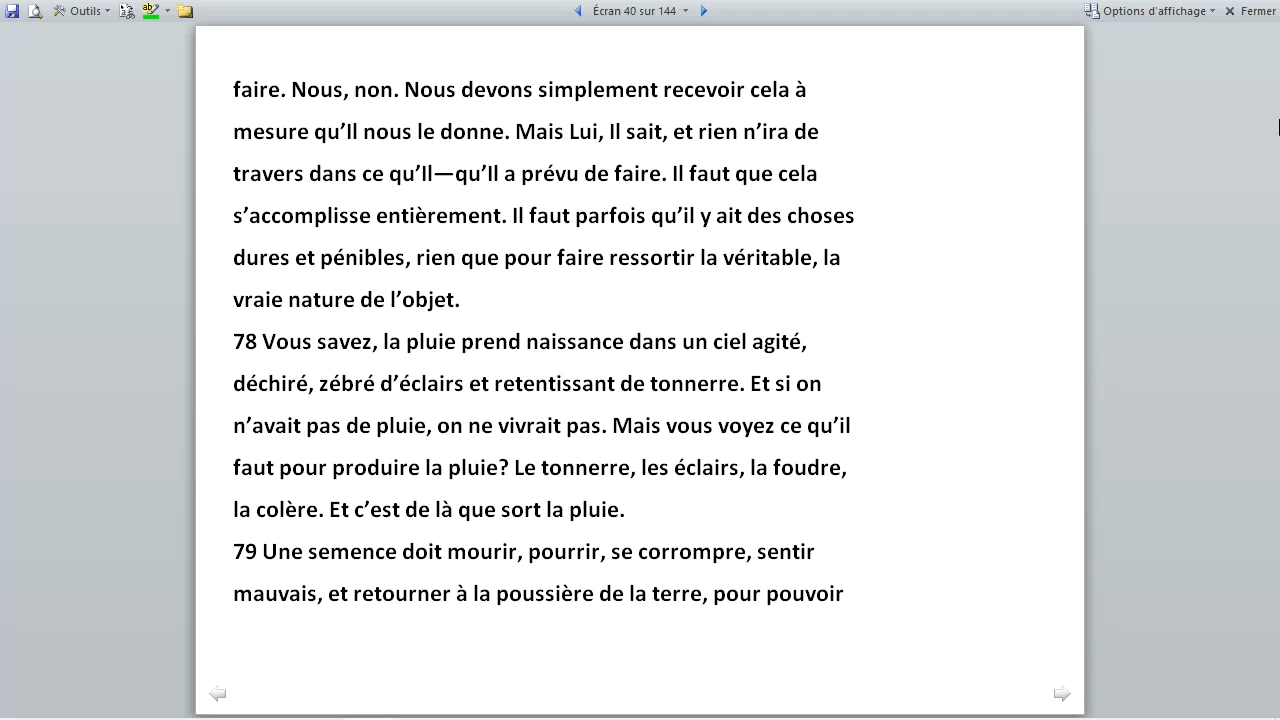 Outils
Écran 40 sur 144
Options d'affichage
Fermer
faire. Nous, non. Nous devons simplement recevoir cela à
mesure qu’Il nous le donne. Mais Lui, Il sait, et rien n’ira de
travers dans ce qu’Il—qu’Il a prévu de faire. Il faut que cela
s’accomplisse entièrement. Il faut parfois qu’il y ait des choses
dures et pénibles, rien que pour faire ressortir la véritable, la
vraie nature de l’objet.
78 Vous savez, la pluie prend naissance dans un ciel agité,
déchiré, zébré d’éclairs et retentissant de tonnerre. Et si on
n’avait pas de pluie, on ne vivrait pas. Mais vous voyez ce qu’il
faut pour produire la pluie? Le tonnerre, les éclairs, la foudre,
la colère. Et c’est de là que sort la pluie.
79 Une semence doit mourir, pourrir, se corrompre, sentir
mauvais, et retourner à la poussière de la terre, pour pouvoir